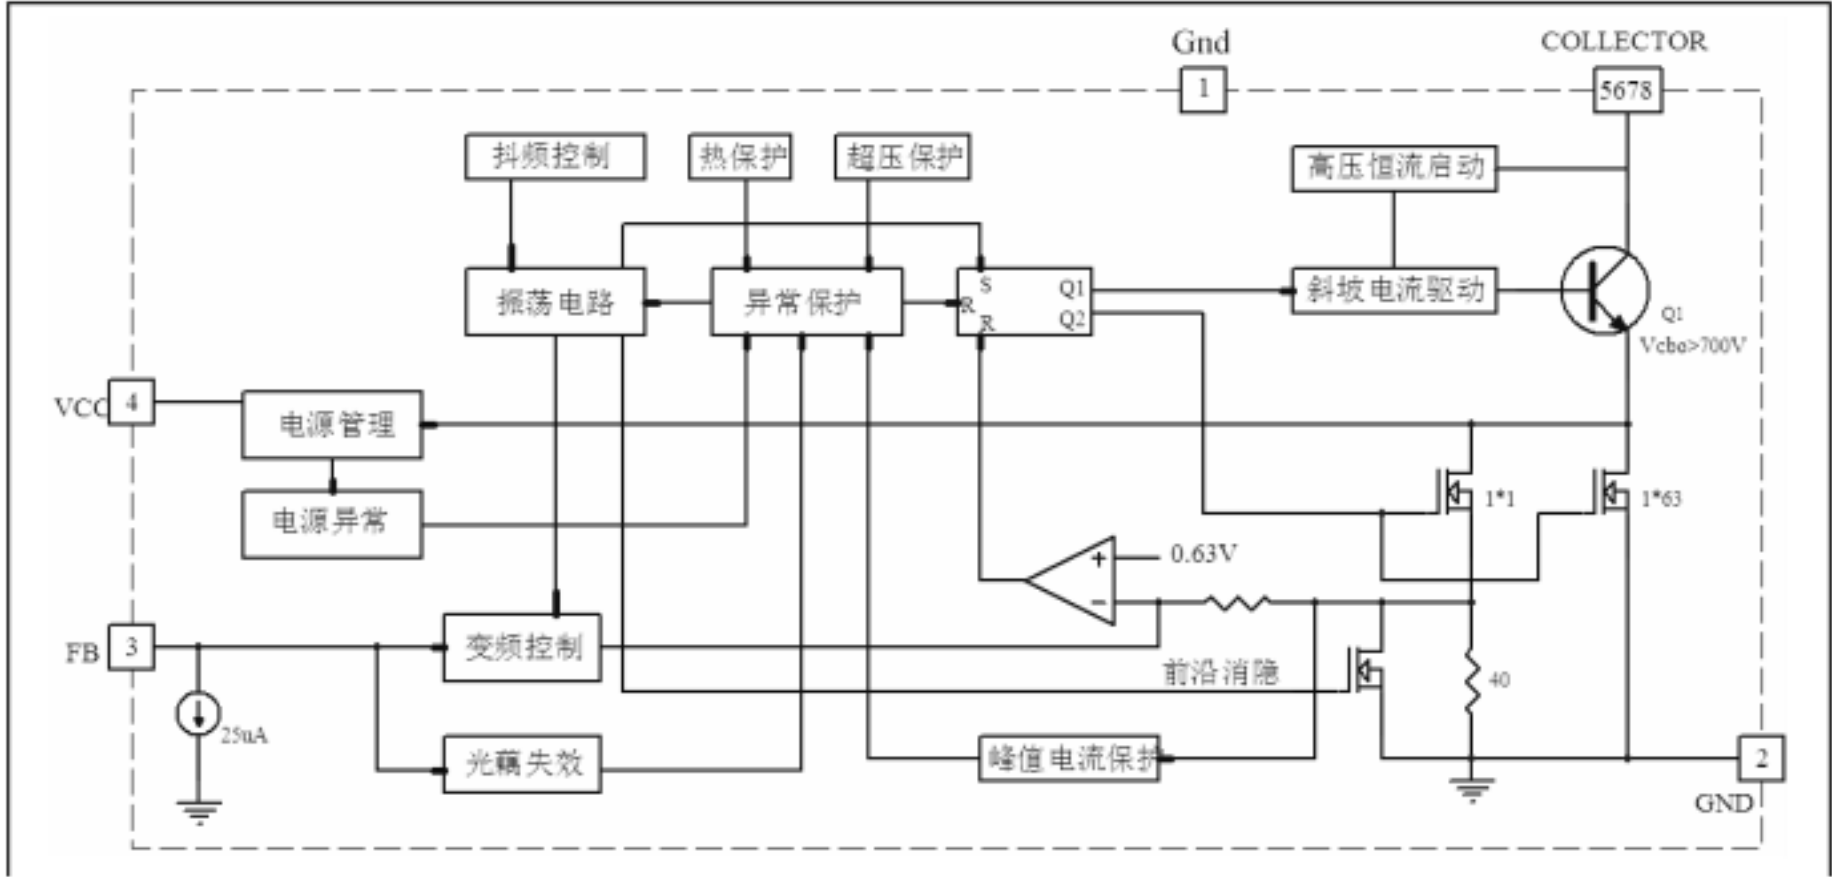 Gnd
COLLECTOR
1
5678
抖频控制
热保护
超压保护
高压恒流启动
振荡电路
异常保护
S
R
R
Q1
Q2
斜坡电流驱动
Q1
Vcbo>700V
VCC
4
电源管理
电源异常
1*1
1*63
+
0.63V
−
FB
3
变频控制
前沿消隐
40
25uA
光藕失效
峰值电流保护
2
GND